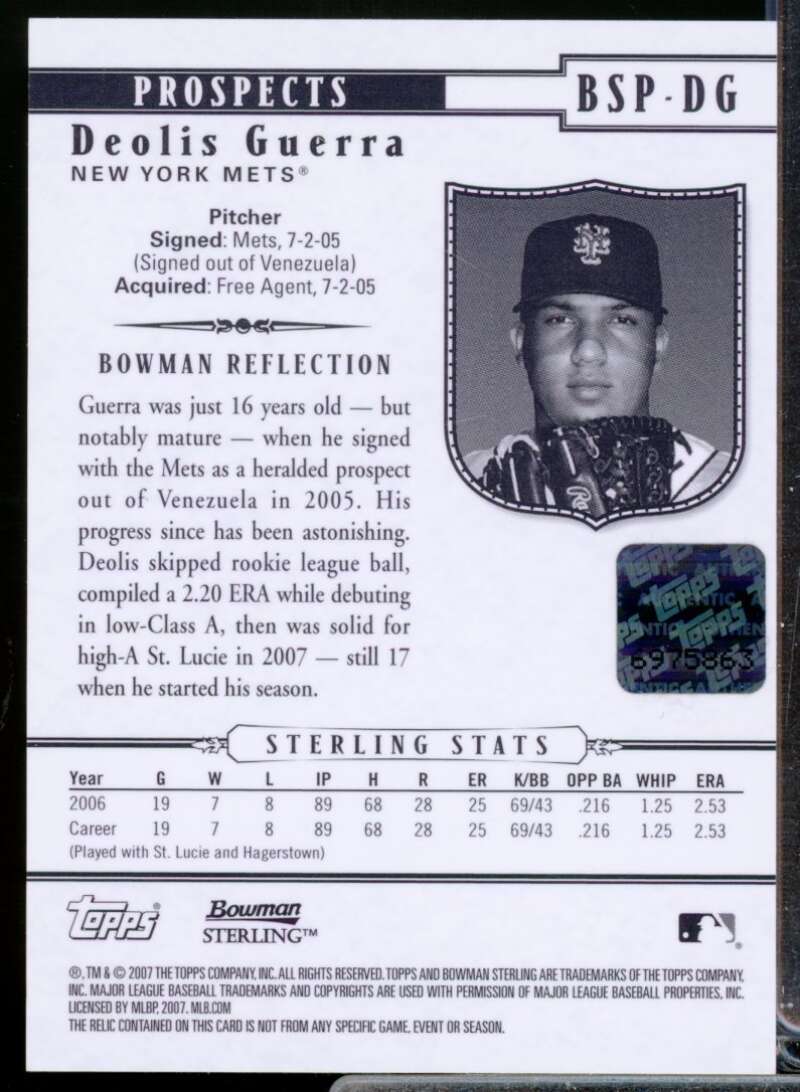 PROSPECTS
BSP-DG
Deolis Guerra
NEW YORK METS®
Pitcher
Signed: Mets, 7-2-05
(Signed out of Venezuela)
Acquired: Free Agent, 7-2-05
BOWMAN REFLECTION
Guerra was just 16 years old — but
notably mature — when he signed
with the Mets as a heralded prospect
out of Venezuela in 2005. His
progress since has been astonishing.
Deolis skipped rookie league ball,
compiled a 2.20 ERA while debuting
in low-Class A, then was solid for
high-A St. Lucie in 2007 — still 17
when he started his season.
NY
Topps
Topps
6975863
STERLING STATS
Year G W L IP H R ER K/BB OPP BA WHIP ERA
2006 19 7 8 89 68 28 25 69/43 .216 1.25 2.53
Career 19 7 8 89 68 28 25 69/43 .216 1.25 2.53
(Played with St. Lucie and Hagerstown)
Topps®
Bowman
STERLING™
®, TM & © 2007 THE TOPPS COMPANY, INC. ALL RIGHTS RESERVED. TOPPS AND BOWMAN STERLING ARE TRADEMARKS OF THE TOPPS COMPANY,
INC. MAJOR LEAGUE BASEBALL TRADEMARKS AND COPYRIGHTS ARE USED WITH PERMISSION OF MAJOR LEAGUE BASEBALL PROPERTIES, INC.
LICENSED BY MLBP, 2007. MLB.COM
THE RELIC CONTAINED ON THIS CARD IS NOT FROM ANY SPECIFIC GAME, EVENT OR SEASON.